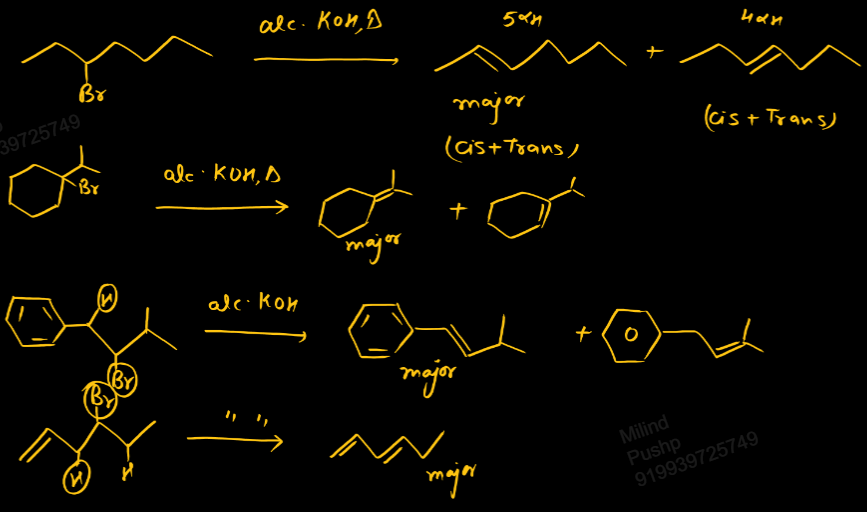 alc. KOH, Δ
5αH
4αH
Br
+
major
(cis + Trans)
(cis + Trans)
39725749
Br
alc. KOH, Δ
+
major
H
alc. KOH
+
Br
major
Br
" "
H
H
major
Milind
Pushp
919939725749